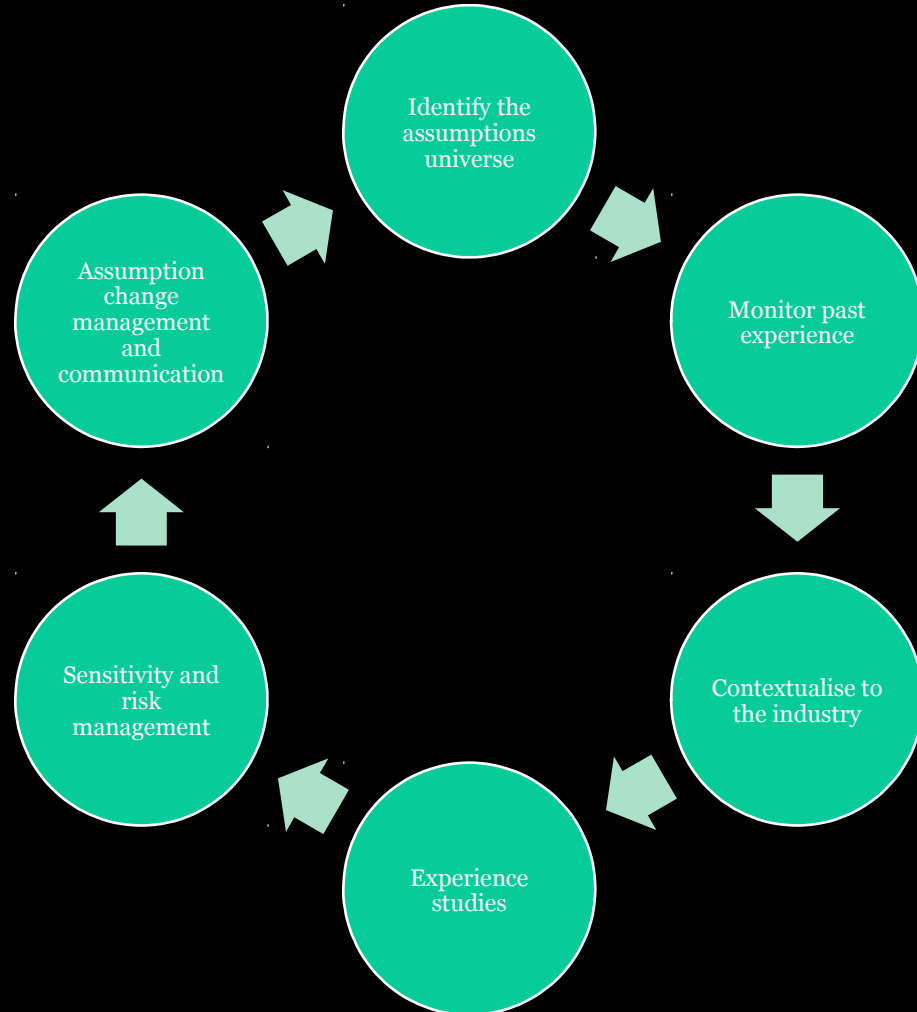 Identify the
assumptions
universe
Monitor past
experience
Contextualise to
the industry
Experience
studies
Sensitivity and
risk
management
Assumption
change
management
and
communication